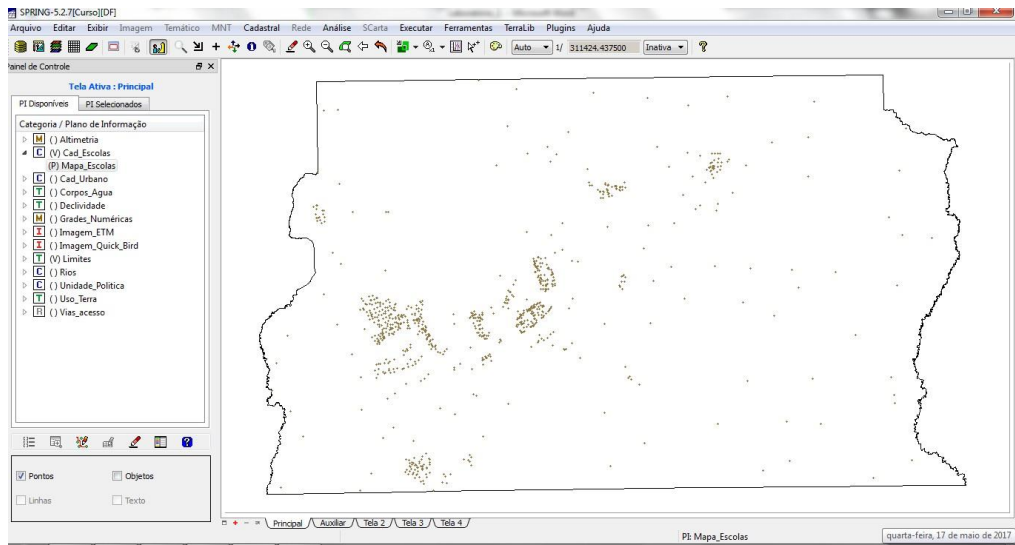 SPRING-5.2.7[Curso][DF]
Arquivo Editar Exibir Imagem Temático MNT Cadastral Rede Análise SCarta Executar Ferramentas TerraLib Plugins Ajuda
Auto 1/ 311424.437500 Inativa
Painel de Controle
Tela Ativa : Principal
PI Disponíveis PI Selecionados
Categoria / Plano de Informação
M () Altimetria
C (V) Cad_Escolas
(P) Mapa_Escolas
C () Cad_Urbano
T () Corpos_Agua
T () Declividade
M () Grades_Numéricas
I () Imagem_ETM
I () Imagem_Quick_Bird
T (V) Limites
C () Rios
C () Unidade_Politica
T () Uso_Terra
R () Vias_acesso
Pontos Objetos
Linhas Texto
Principal Auxiliar Tela 2 Tela 3 Tela 4
PI: Mapa_Escolas
quarta-feira, 17 de maio de 2017